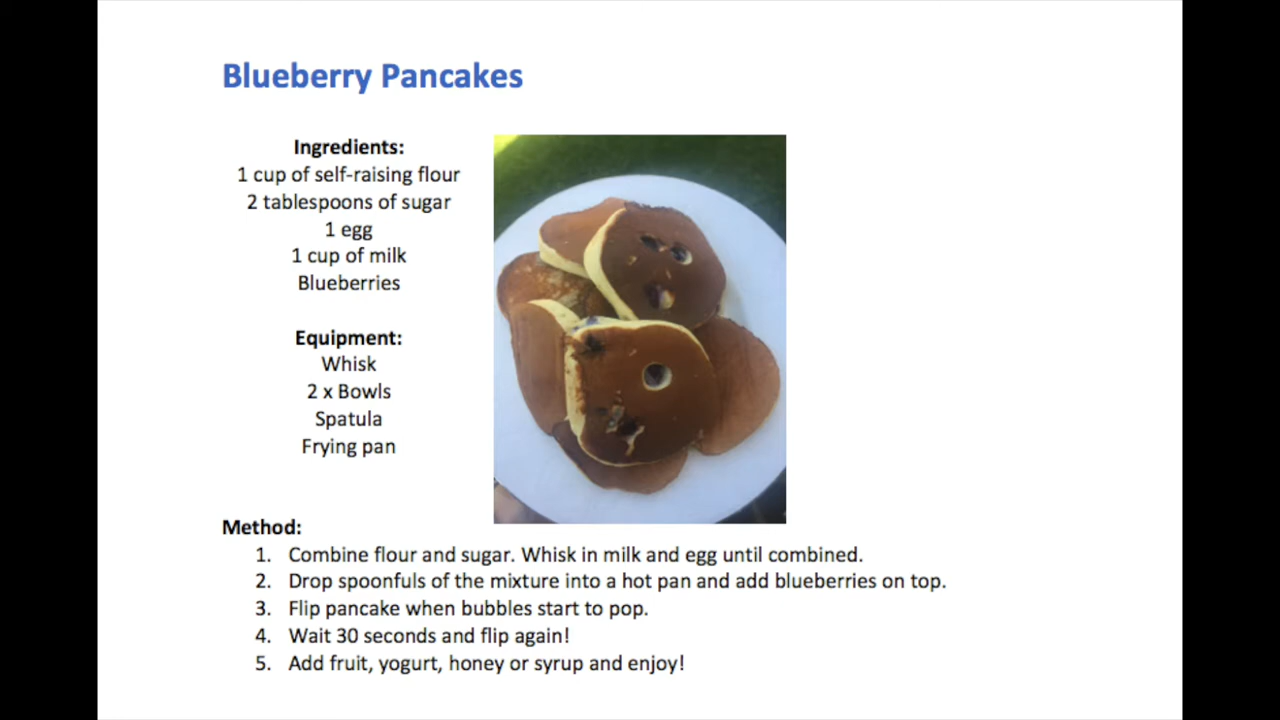 Blueberry Pancakes
Ingredients:
1 cup of self-raising flour
2 tablespoons of sugar
1 egg
1 cup of milk
Blueberries
Equipment:
Whisk
2 x Bowls
Spatula
Frying pan
Method:
1. Combine flour and sugar. Whisk in milk and egg until combined.
2. Drop spoonfuls of the mixture into a hot pan and add blueberries on top.
3. Flip pancake when bubbles start to pop.
4. Wait 30 seconds and flip again!
5. Add fruit, yogurt, honey or syrup and enjoy!